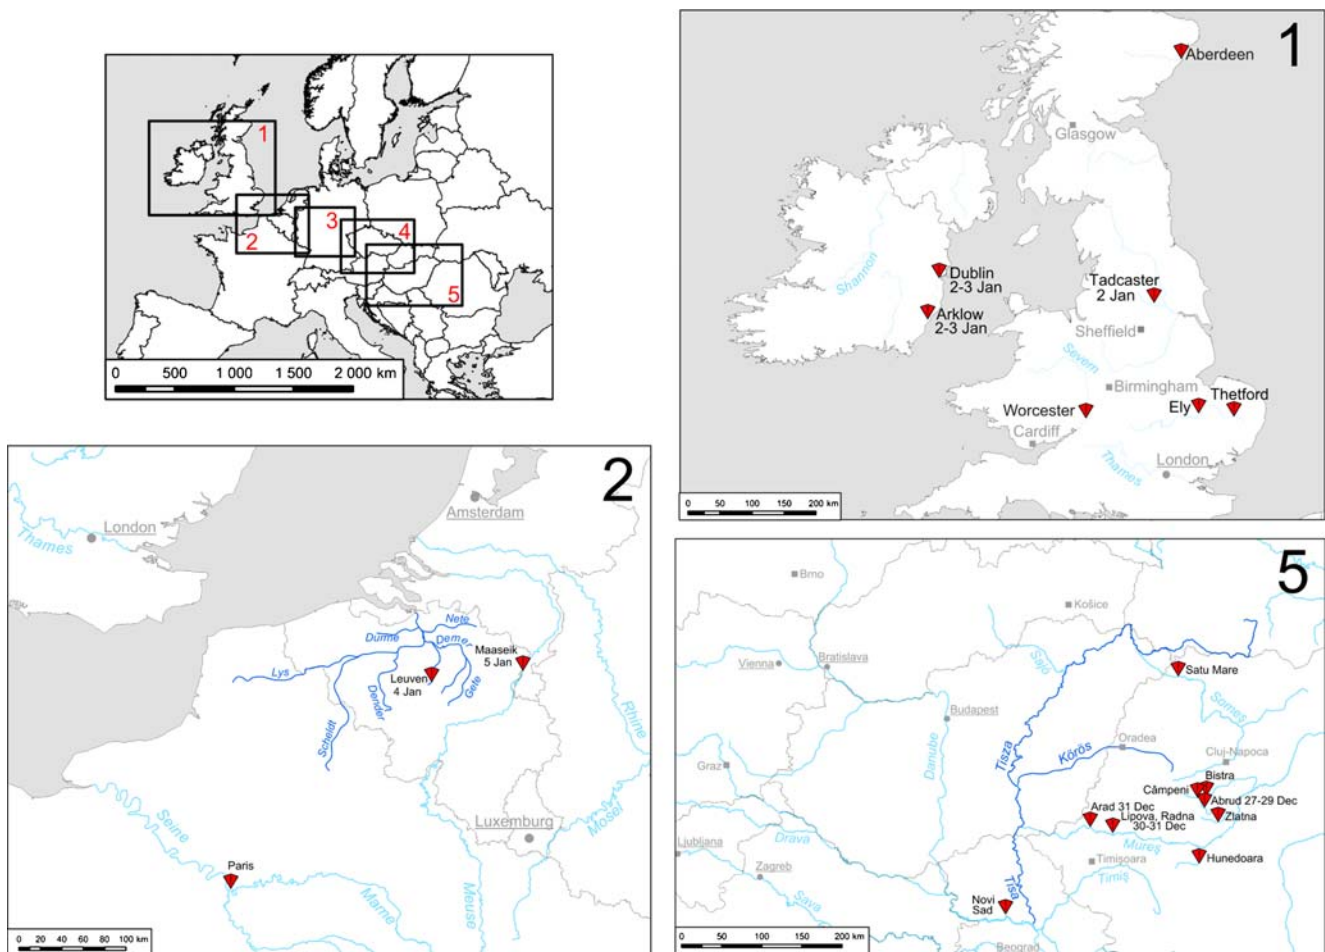 1
2
3
4
5
0 500 1 000 1 500 2 000 km
1
Aberdeen
Glasgow
Shannon
Dublin
2-3 Jan
Arklow
2-3 Jan
Tadcaster
2 Jan
Sheffield
Severn
Birmingham
Thetford
Ely
Worcester
Cardiff
Thames
London
0 50 100 150 200 km
2
Amsterdam
London
Thames
Nete
Durme
Deme
Maaseik
5 Jan
Lys
Leuven
4 Jan
Gete
Dender
Scheldt
Rhine
Seine
Luxemburg
Mosel
Paris
Marne
Meuse
0 20 40 60 80 100 km
5
Brno
Košice
Vienna
Bratislava
Sajó
Satu Mare
Someş
Budapest
Tisza
Oradea
Cluj-Napoca
Körös
Graz
Danube
Bistra
Câmpeni
Abrud 27-29 Dec
Arad 31 Dec
Lipova, Radna
30-31 Dec
Zlatna
Drava
Mureş
Ljubljana
Timişoara
Hunedoara
Zagreb
Timiş
Tisa
Novi
Sad
Sava
Beograd
0 50 100 150 200 km